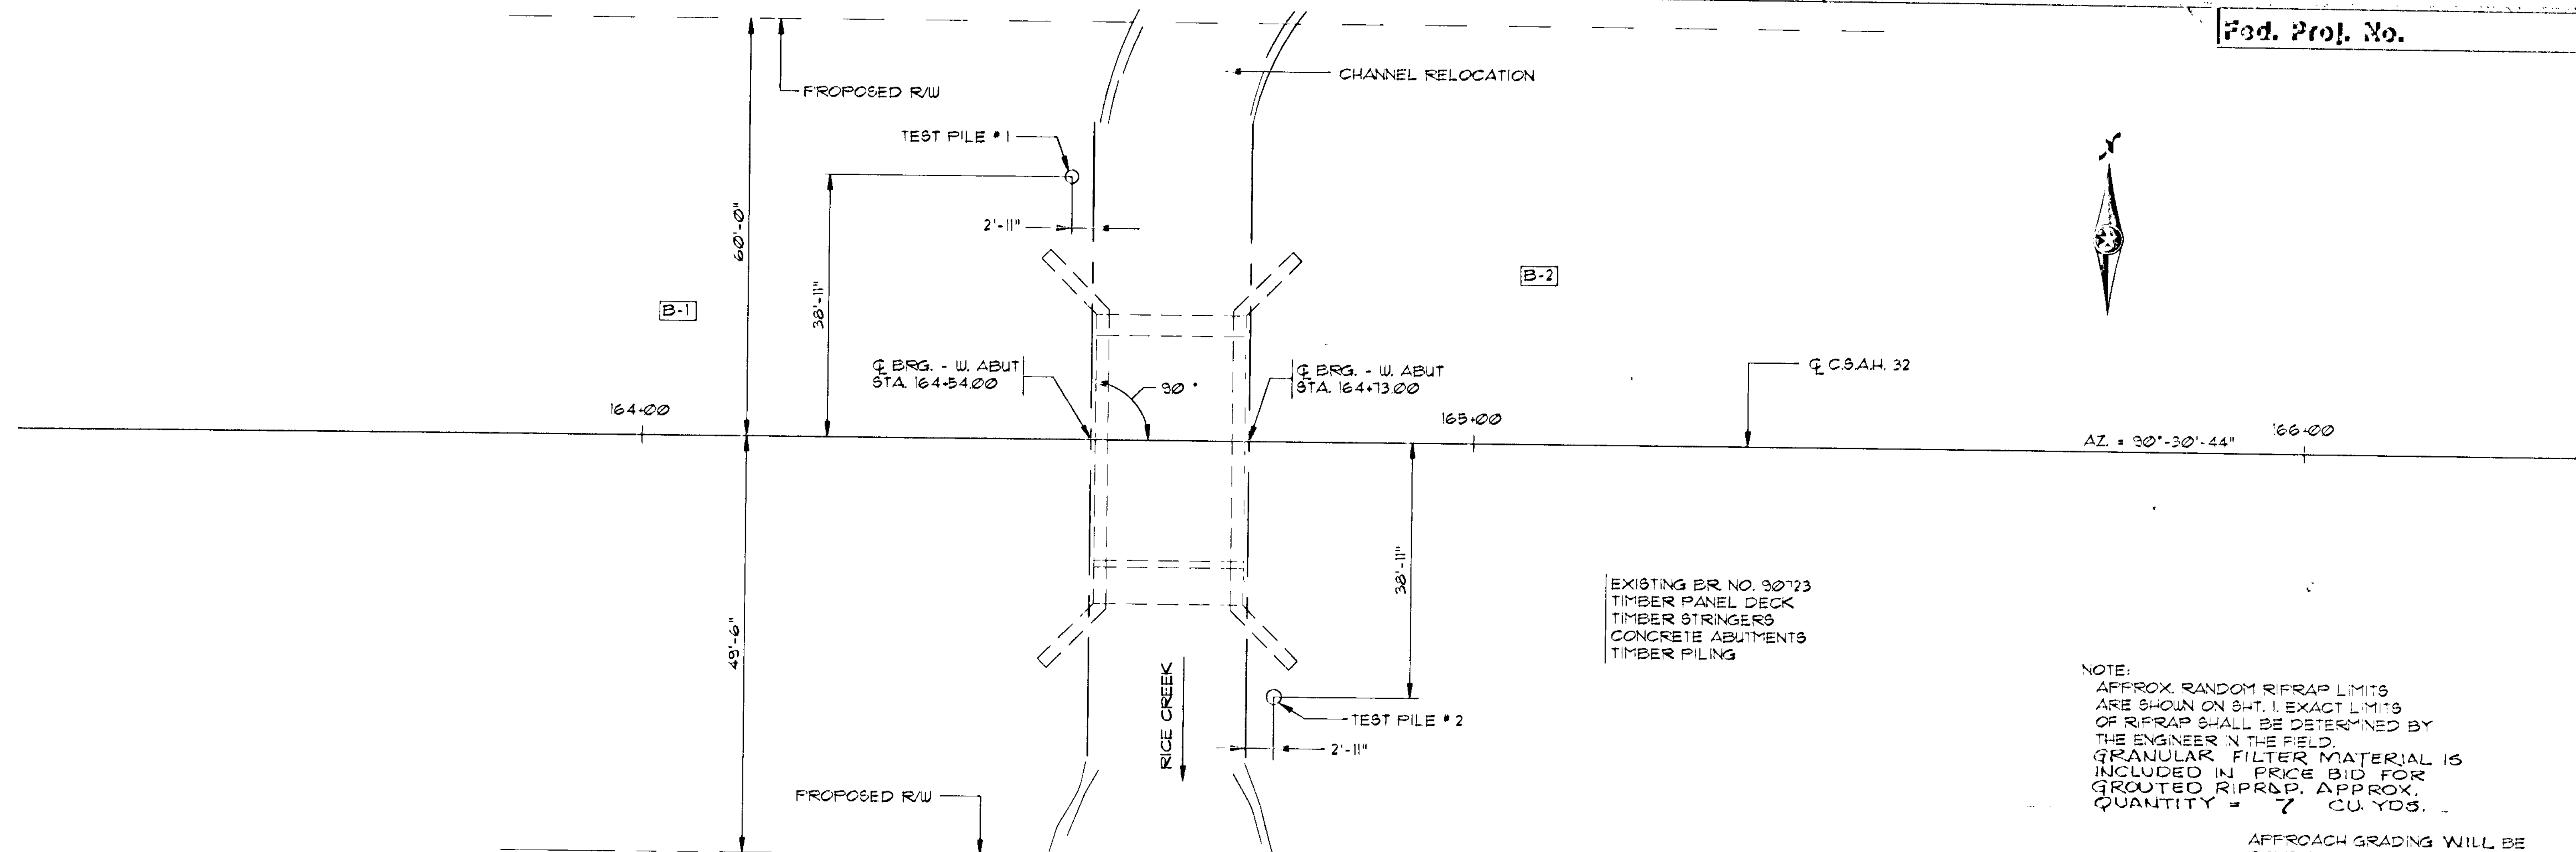 Fed. Proj. No.
CHANNEL RELOCATION
PROPOSED R/W
TEST PILE #1
N
60'-0"
38'-11"
2'-11"
B-1
B-2
℄ BRG. - W. ABUT
STA. 164+54.00
90°
℄ BRG. - W. ABUT
STA. 164+73.00
℄ C.S.A.H. 32
164+00
165+00
AZ. = 90°-30'-44"
166+00
49'-6"
38'-11"
EXISTING BR NO. 90723
TIMBER PANEL DECK
TIMBER STRINGERS
CONCRETE ABUTMENTS
TIMBER PILING
RICE CREEK
TEST PILE #2
2'-11"
PROPOSED R/W
NOTE:
APPROX. RANDOM RIPRAP LIMITS
ARE SHOWN ON SHT. 1. EXACT LIMITS
OF RIPRAP SHALL BE DETERMINED BY
THE ENGINEER IN THE FIELD.
GRANULAR FILTER MATERIAL IS
INCLUDED IN PRICE BID FOR
GROUTED RIPRAP. APPROX.
QUANTITY = 7 CU. YDS.
APPROACH GRADING WILL BE